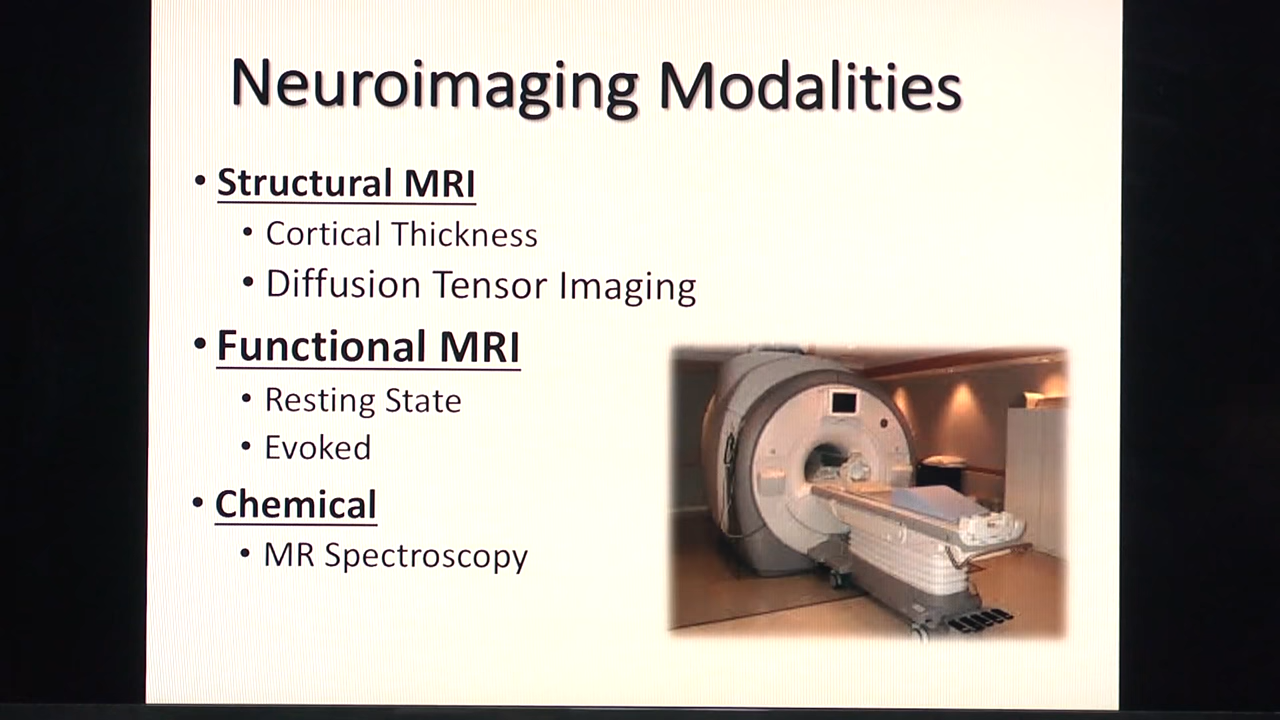 Neuroimaging Modalities
• Structural MRI
• Cortical Thickness
• Diffusion Tensor Imaging
• Functional MRI
• Resting State
• Evoked
• Chemical
• MR Spectroscopy